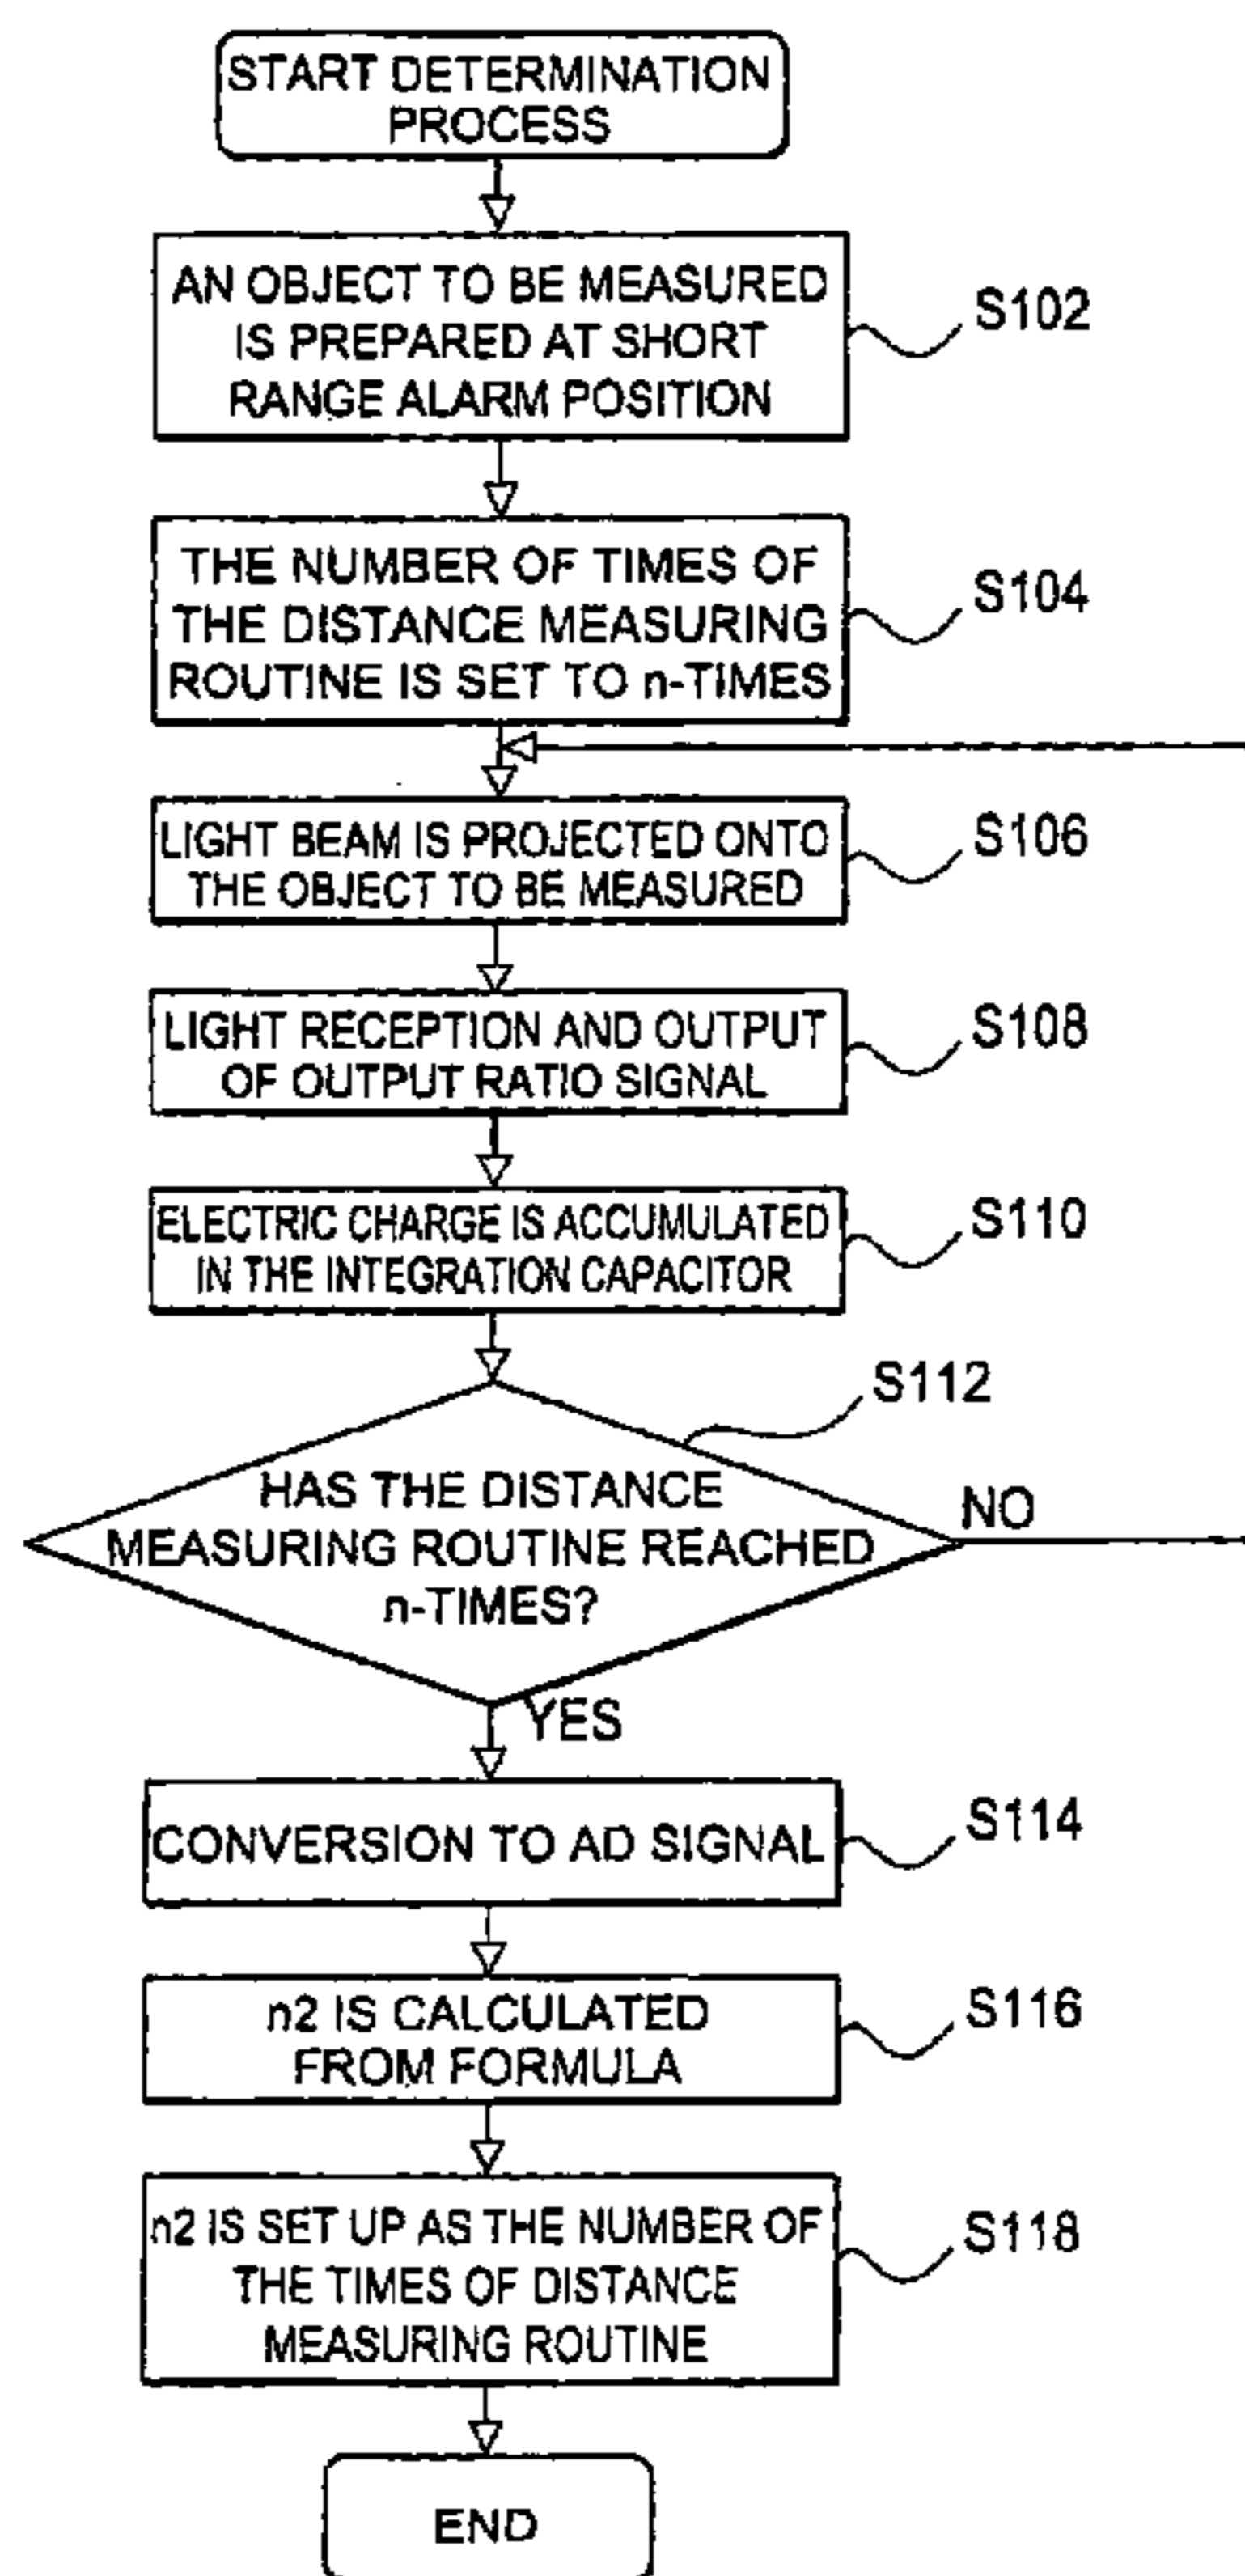 START DETERMINATION
PROCESS
AN OBJECT TO BE MEASURED
IS PREPARED AT SHORT
RANGE ALARM POSITION
S102
THE NUMBER OF TIMES OF
THE DISTANCE MEASURING
ROUTINE IS SET TO n-TIMES
S104
LIGHT BEAM IS PROJECTED ONTO
THE OBJECT TO BE MEASURED
S106
LIGHT RECEPTION AND OUTPUT
OF OUTPUT RATIO SIGNAL
S108
ELECTRIC CHARGE IS ACCUMULATED
IN THE INTEGRATION CAPACITOR
S110
S112
HAS THE DISTANCE
MEASURING ROUTINE REACHED
n-TIMES?
NO
YES
CONVERSION TO AD SIGNAL
S114
n2 IS CALCULATED
FROM FORMULA
S116
n2 IS SET UP AS THE NUMBER OF
THE TIMES OF DISTANCE
MEASURING ROUTINE
S118
END